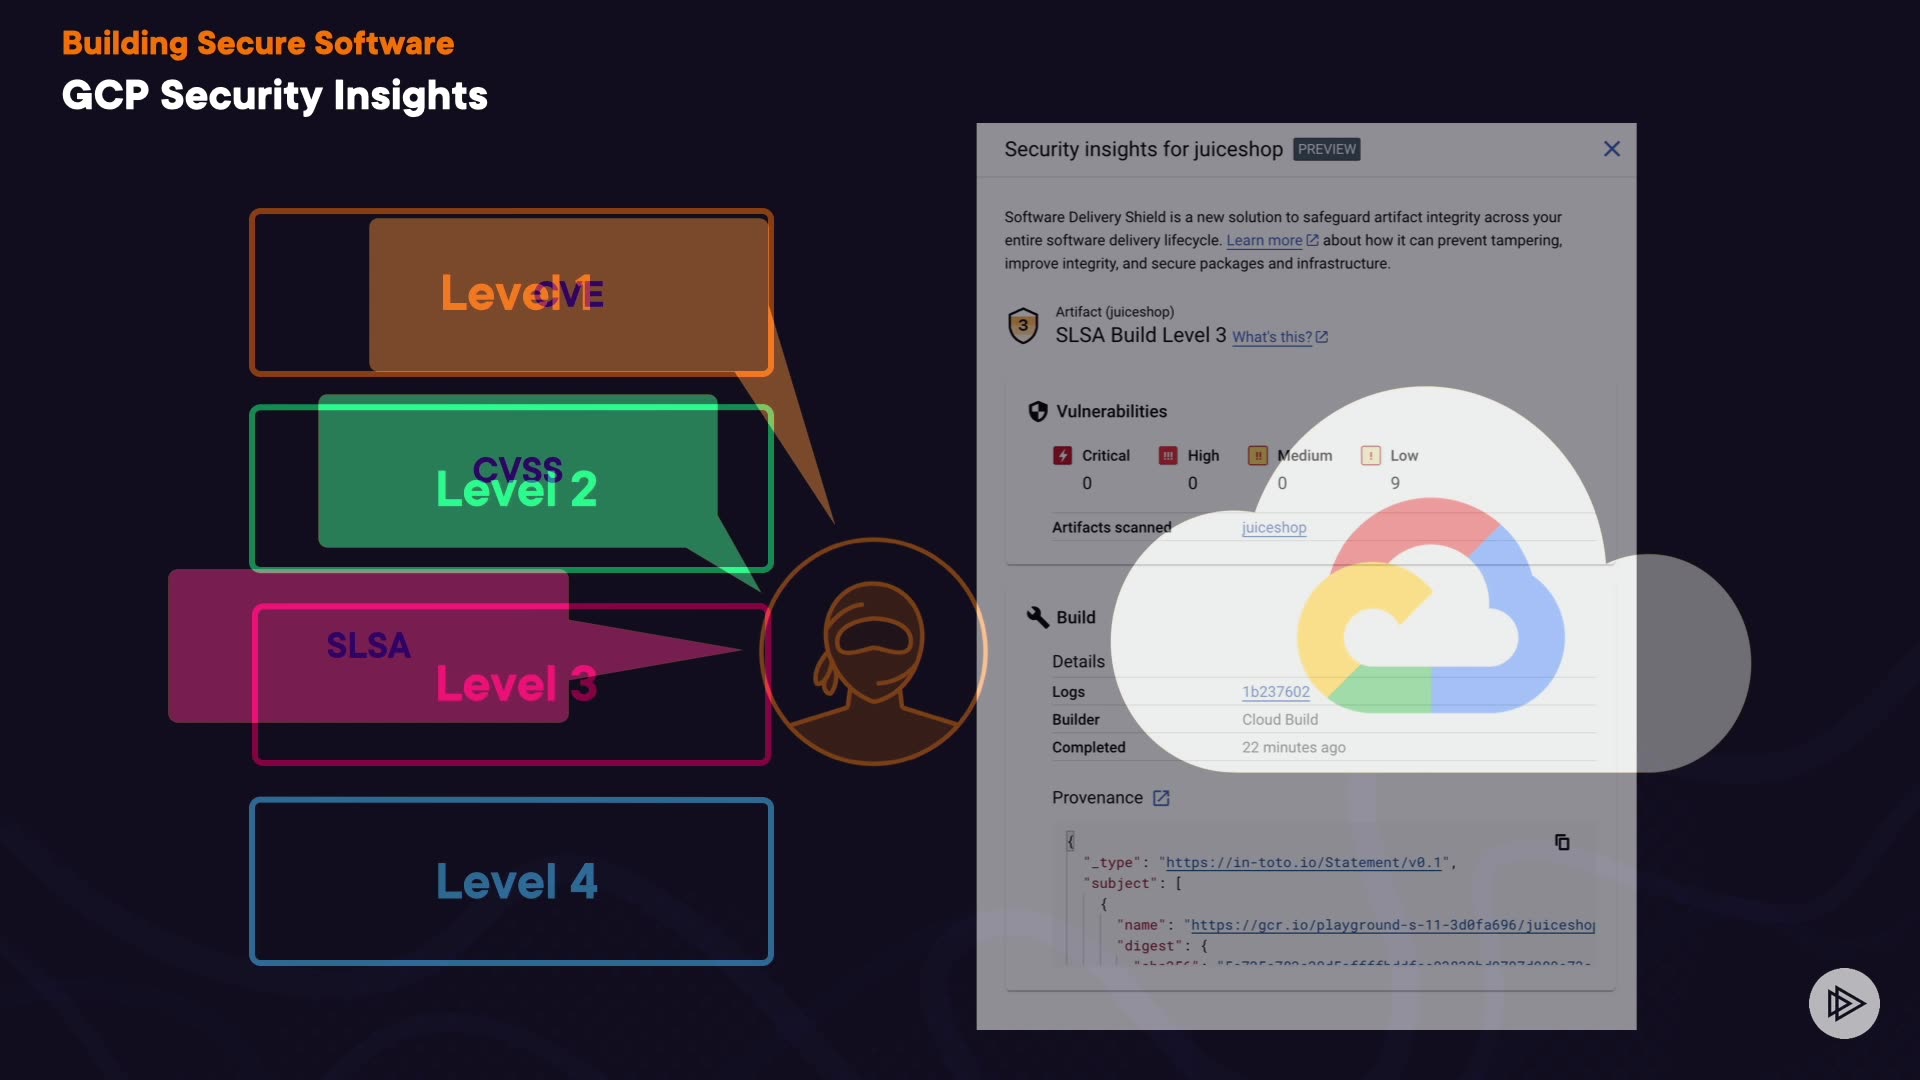 Building Secure Software
GCP Security Insights
Level 1
CVE
CVSS
Level 2
SLSA
Level 3
Level 4
Security insights for juiceshop PREVIEW
Software Delivery Shield is a new solution to safeguard artifact integrity across your
entire software delivery lifecycle. Learn more about how it can prevent tampering,
improve integrity, and secure packages and infrastructure.
Artifact (juiceshop)
3 SLSA Build Level 3 What's this?
Vulnerabilities
Critical High Medium Low
0 0 0 9
Artifacts scanned juiceshop
Build
Details
Logs 1b237602
Builder Cloud Build
Completed 22 minutes ago
Provenance
{
"_type": "https://in-toto.io/Statement/v0.1",
"subject": [
{
"name": "https://gcr.io/playground-s-11-3d0fa696/juiceshop
"digest": {